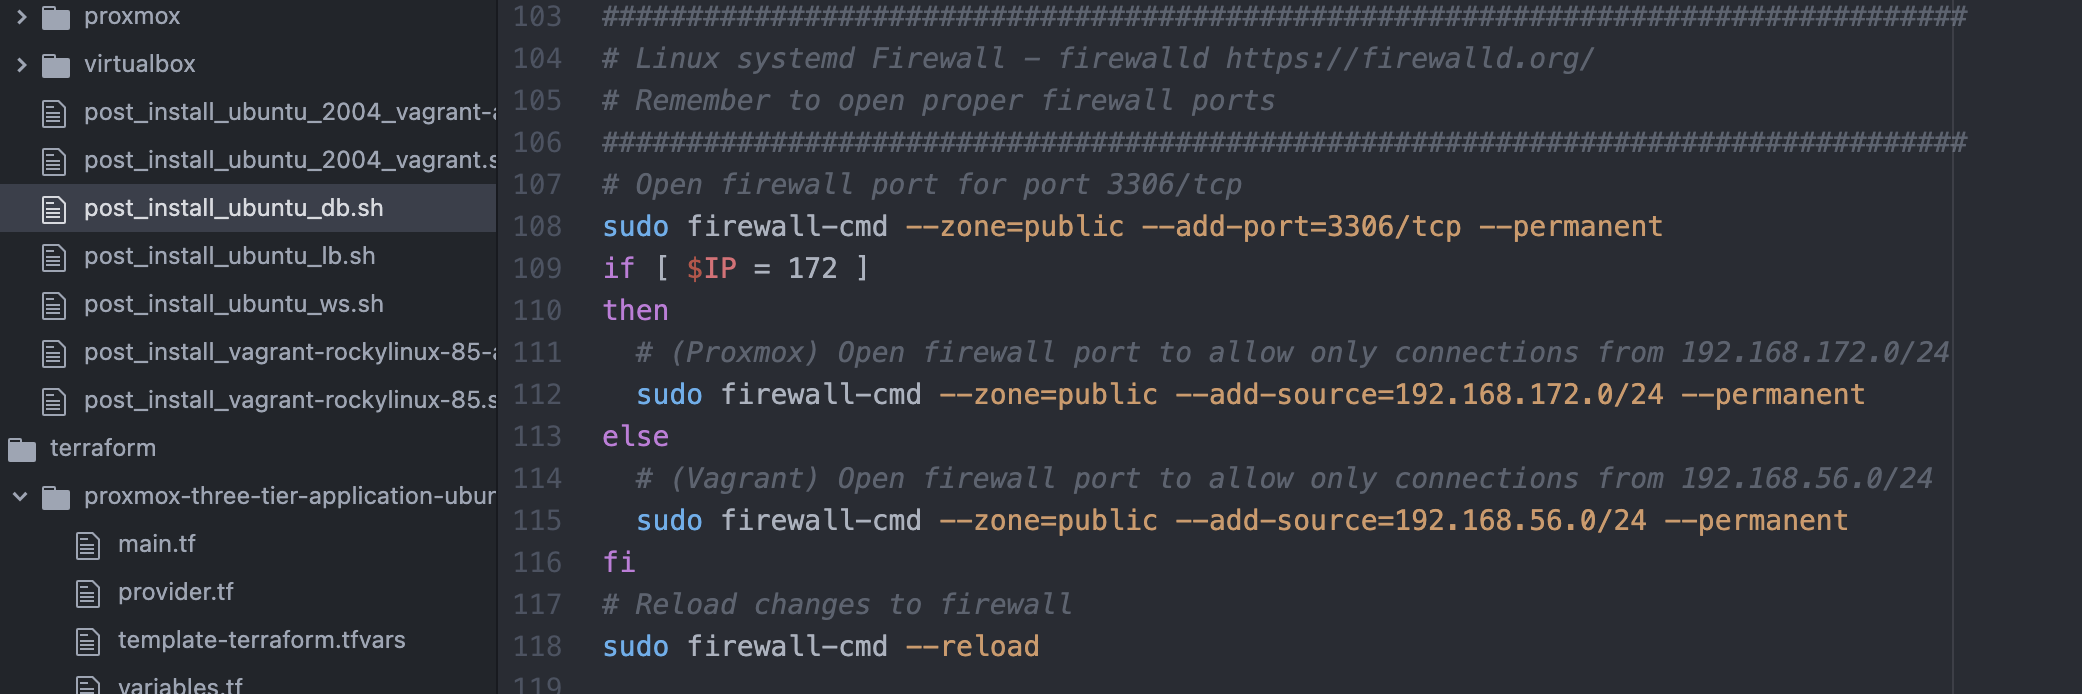 proxmox
virtualbox
post_install_ubuntu_2004_vagrant-a
post_install_ubuntu_2004_vagrant.s
post_install_ubuntu_db.sh
post_install_ubuntu_lb.sh
post_install_ubuntu_ws.sh
post_install_vagrant-rockylinux-85-a
post_install_vagrant-rockylinux-85.s
terraform
proxmox-three-tier-application-ubun
main.tf
provider.tf
template-terraform.tfvars
variables.tf
103 #################################################################################
104 # Linux systemd Firewall - firewalld https://firewalld.org/
105 # Remember to open proper firewall ports
106 #################################################################################
107 # Open firewall port for port 3306/tcp
108 sudo firewall-cmd --zone=public --add-port=3306/tcp --permanent
109 if [ $IP = 172 ]
110 then
111   # (Proxmox) Open firewall port to allow only connections from 192.168.172.0/24
112   sudo firewall-cmd --zone=public --add-source=192.168.172.0/24 --permanent
113 else
114   # (Vagrant) Open firewall port to allow only connections from 192.168.56.0/24
115   sudo firewall-cmd --zone=public --add-source=192.168.56.0/24 --permanent
116 fi
117 # Reload changes to firewall
118 sudo firewall-cmd --reload
119